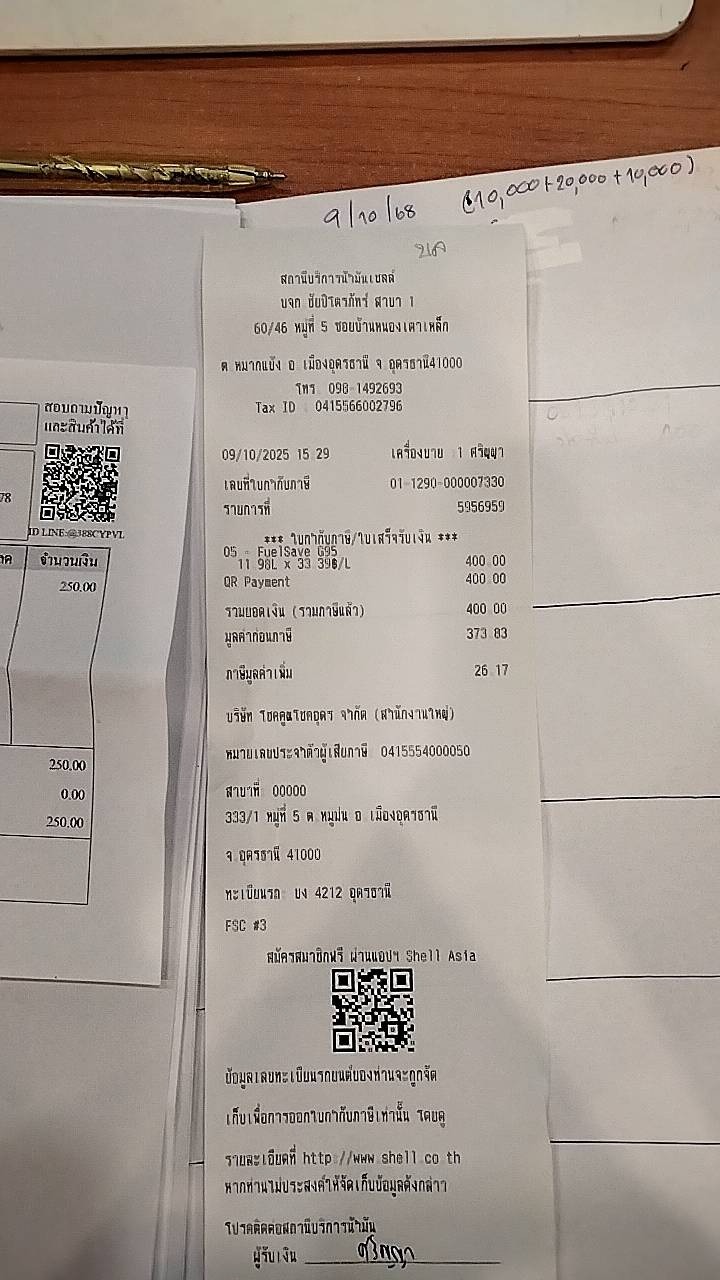 9/10/68 (10,000+20,000+10,000)
สถานีบริการน้ำมันเชลล์
บจก ชัยปิโตรภัทร์ สาขา 1
60/46 หมู่ที่ 5 ซอยบ้านหนองเตาเหล็ก
ต หมากแข้ง อ เมืองอุดรธานี จ อุดรธานี41000
โทร 098-1492693
Tax ID 0415566002796
09/10/2025 15 29 เครื่องขาย 1 ศริญญา
เลขที่ใบกำกับภาษี 01-1290-000007330
รายการที่ 5956959
*** ใบกำกับภาษี/ใบเสร็จรับเงิน ***
05 - FuelSave G95
11 98L x 33 39฿/L 400 00
QR Payment 400 00
รวมยอดเงิน (รวมภาษีแล้ว) 400 00
มูลค่าก่อนภาษี 373 83
ภาษีมูลค่าเพิ่ม 26 17
บริษัท โชคคูณโชคอุดร จำกัด (สำนักงานใหญ่)
หมายเลขประจำตัวผู้เสียภาษี 0415554000050
สาขาที่ 00000
333/1 หมู่ที่ 5 ต หมูม่น อ เมืองอุดรธานี
จ อุดรธานี 41000
ทะเบียนรถ บง 4212 อุดรธานี
FSC #3
สมัครสมาชิกฟรี ผ่านแอปฯ Shell Asia
ข้อมูลเลขทะเบียนรถยนต์ของท่านจะถูกจัด
เก็บเพื่อการออกใบกำกับภาษีเท่านั้น โดยดู
รายละเอียดที่ http://www shell co th
หากท่านไม่ประสงค์ให้จัดเก็บข้อมูลดังกล่าว
โปรดติดต่อสถานีบริการน้ำมัน
ผู้รับเงิน ศริญญา
สอบถามปัญหา
และสินค้าได้ที่
ID LINE:@388CYPVL
78
จำนวนเงิน
250.00
250.00
0.00
250.00